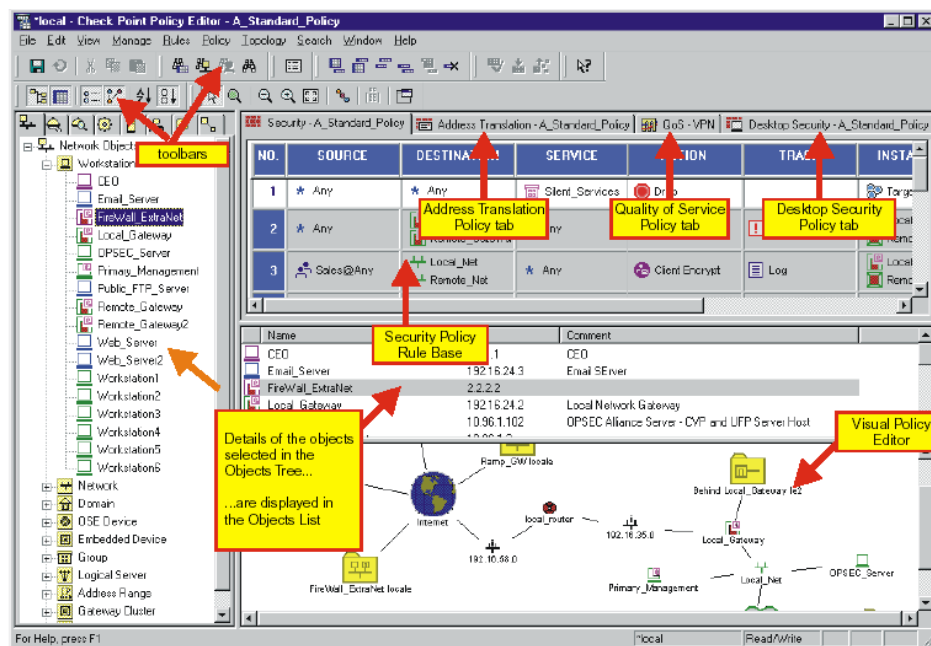 *local - Check Point Policy Editor - A_Standard_Policy
File Edit View Manage Rules Policy Topology Search Window Help
toolbars
Security - A_Standard_Policy
Address Translation - A_Standard_Policy
QoS - VPN
Desktop Security - A_Standard_Policy
NO. SOURCE SERVICE
1 Any Any Silent_Services
2 Any
3 Sales@Any Local_Net Any Client Encrypt Log Local
Remote_Net
Address Translation
Policy tab
Quality of Service
Policy tab
Desktop Security
Policy tab
Security Policy
Rule Base
Network Objects
Workstation
CEO
Email_Server
FireWall_ExtraNet
Local_Gateway
OPSEC_Server
Primary_Management
Public_FTP_Server
Remote_Gateway
Remote_Gateway2
Web_Server
Web_Server2
Workstation1
Workstation2
Workstation3
Workstation4
Workstation5
Workstation6
Network
Domain
OSE Device
Embedded Device
Group
Logical Server
Address Range
Gateway Cluster
Name Comment
CEO CEO
Email_Server 192.16.24.3 Email SErver
FireWall_ExtraNet 2.2.2.2
Local_Gateway 192.16.24.2 Local Network Gateway
10.96.1.102 OPSEC Alliance Server - CVP and UFP Server Host
Details of the objects
selected in the
Objects Tree...
...are displayed in
the Objects List
Visual Policy
Editor
Ramp_GW locale
Internet
local_router
192.10.68.0
192.16.35.0
Behind Local_Gateway le2
Local_Gateway
FireWall_ExtraNet locale
Primary_Management
Local_Net
OPSEC_Server
For Help, press F1
*local
Read/Write